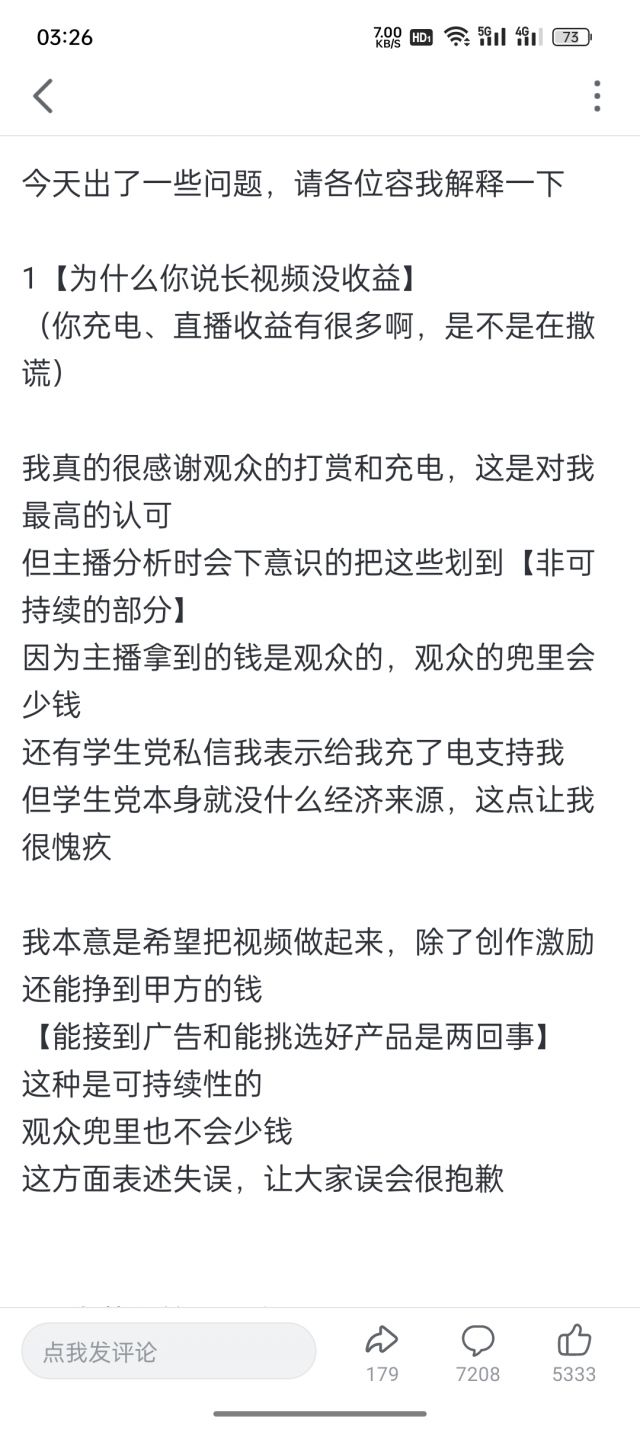 03:26
7.00 KB/S HD1 5G 4G 73
今天出了一些问题，请各位容我解释一下
1【为什么你说长视频没收益】
（你充电、直播收益有很多啊，是不是在撒
谎）
我真的很感谢观众的打赏和充电，这是对我
最高的认可
但主播分析时会下意识的把这些划到【非可
持续的部分】
因为主播拿到的钱是观众的，观众的兜里会
少钱
还有学生党私信我表示给我充了电支持我
但学生党本身就没什么经济来源，这点让我
很愧疚
我本意是希望把视频做起来，除了创作激励
还能挣到甲方的钱
【能接到广告和能挑选好产品是两回事】
这种是可持续性的
观众兜里也不会少钱
这方面表述失误，让大家误会很抱歉
点我发评论
179
7208
5333